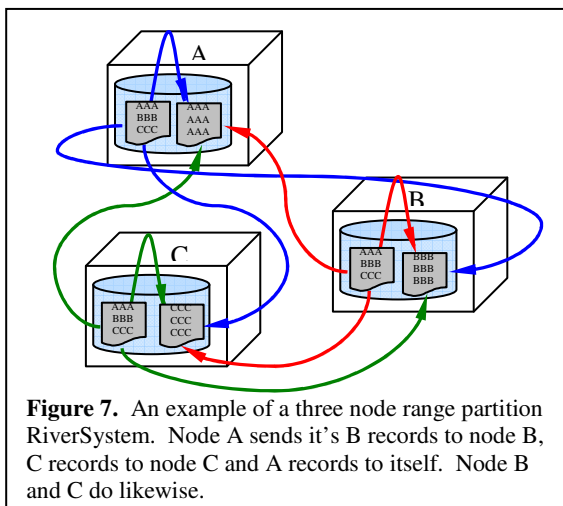 A
AAA
BBB
CCC
AAA
AAA
AAA
B
AAA
BBB
CCC
BBB
BBB
BBB
C
AAA
BBB
CCC
CCC
CCC
CCC
Figure 7. An example of a three node range partition
RiverSystem. Node A sends it's B records to node B,
C records to node C and A records to itself. Node B
and C do likewise.